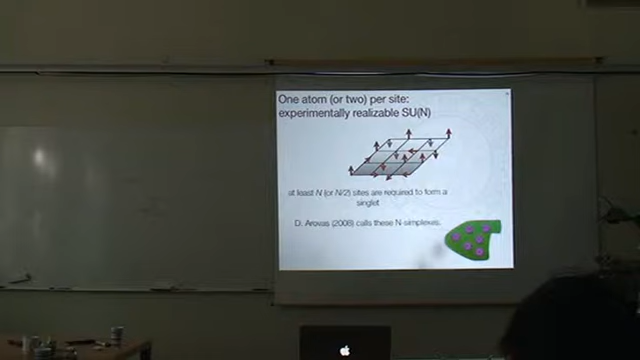 One atom (or two) per site:
experimentally realizable SU(N)
at least N (or N/2) sites are required to form a
singlet
D. Arovas (2008) calls these N-simplexes.